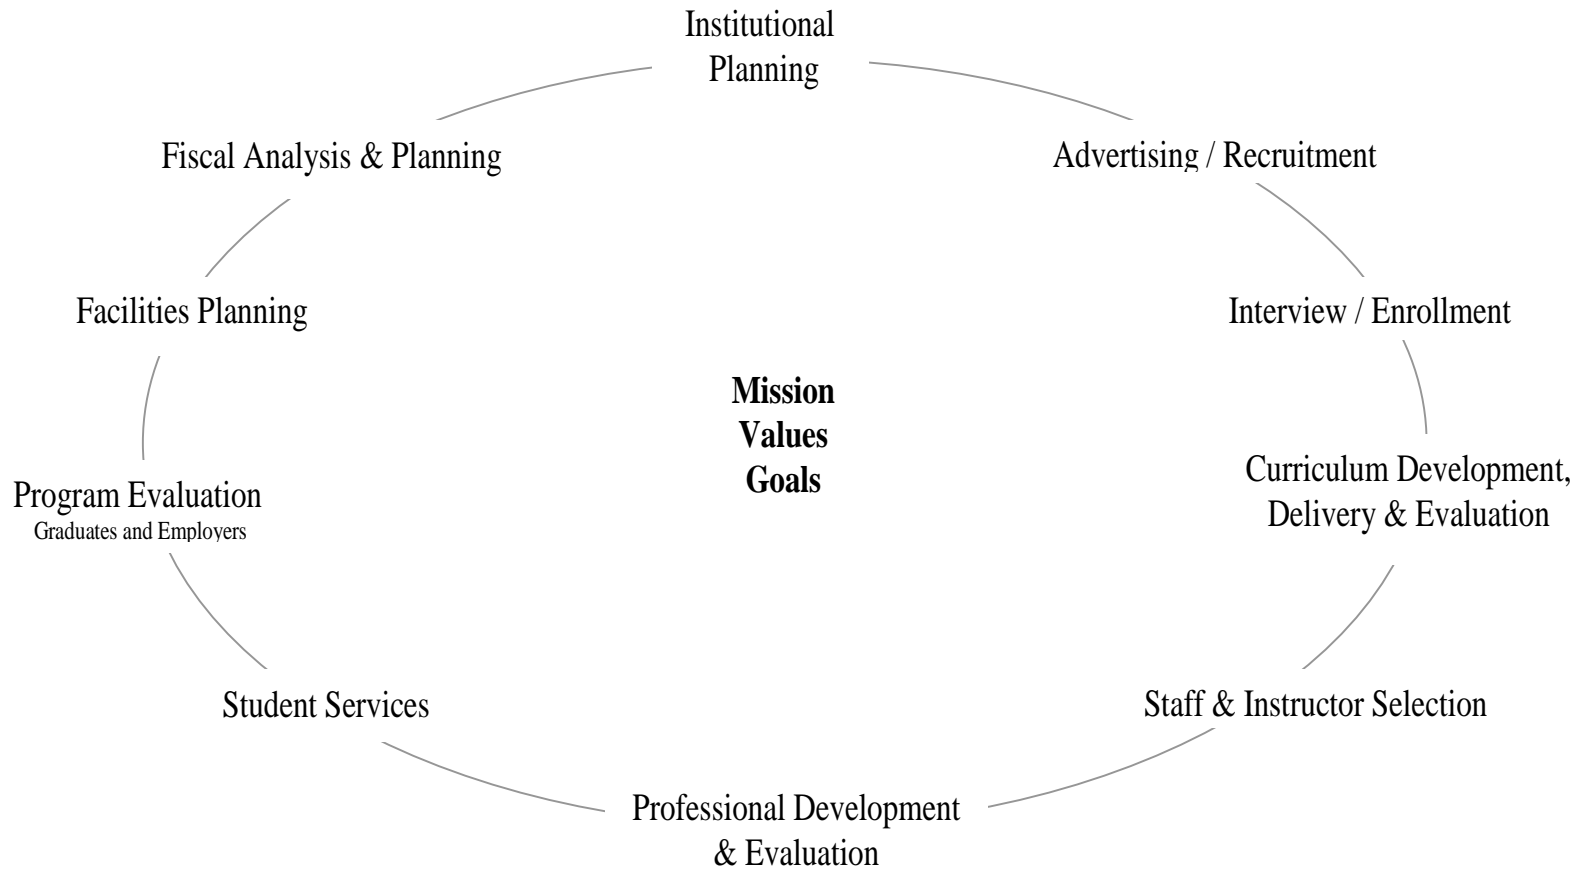 Institutional
Planning
Fiscal Analysis & Planning
Advertising / Recruitment
Facilities Planning
Interview / Enrollment
Mission
Values
Goals
Curriculum Development,
Delivery & Evaluation
Program Evaluation
Graduates and Employers
Student Services
Staff & Instructor Selection
Professional Development
& Evaluation